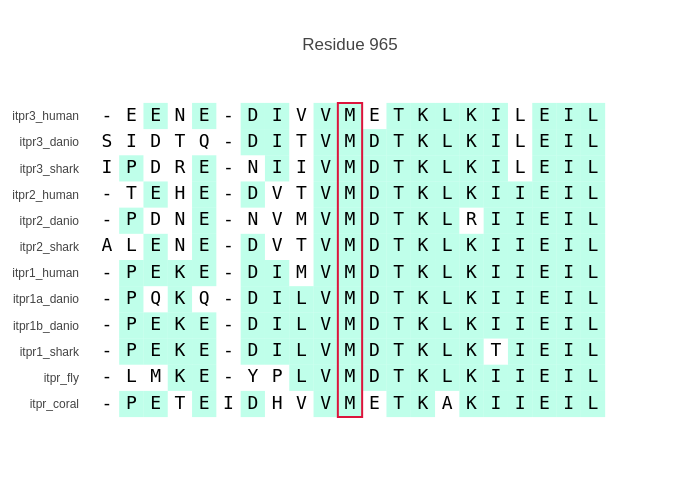 Residue 965
itpr3_human - E E N E - D I V V M E T K L K I L E I L
itpr3_danio S I D T Q - D I T V M D T K L K I L E I L
itpr3_shark I P D R E - N I I V M D T K L K I L E I L
itpr2_human - T E H E - D V T V M D T K L K I I E I L
itpr2_danio - P D N E - N V M V M D T K L R I I E I L
itpr2_shark A L E N E - D V T V M D T K L K I I E I L
itpr1_human - P E K E - D I M V M D T K L K I I E I L
itpr1a_danio - P Q K Q - D I L V M D T K L K I I E I L
itpr1b_danio - P E K E - D I L V M D T K L K I I E I L
itpr1_shark - P E K E - D I L V M D T K L K T I E I L
itpr_fly - L M K E - Y P L V M D T K L K I I E I L
itpr_coral - P E T E I D H V V M E T K A K I I E I L